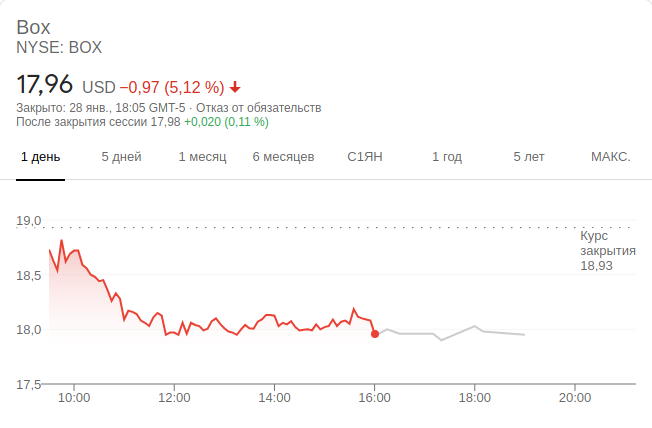 Box
NYSE: BOX
17,96 USD −0,97 (5,12 %)
Закрыто: 28 янв., 18:05 GMT-5 · Отказ от обязательств
После закрытия сессии 17,98 +0,020 (0,11 %)
1 день 5 дней 1 месяц 6 месяцев С1ЯН 1 год 5 лет МАКС.
19,0
Курс
закрытия
18,93
18,5
18,0
17,5
10:00 12:00 14:00 16:00 18:00 20:00